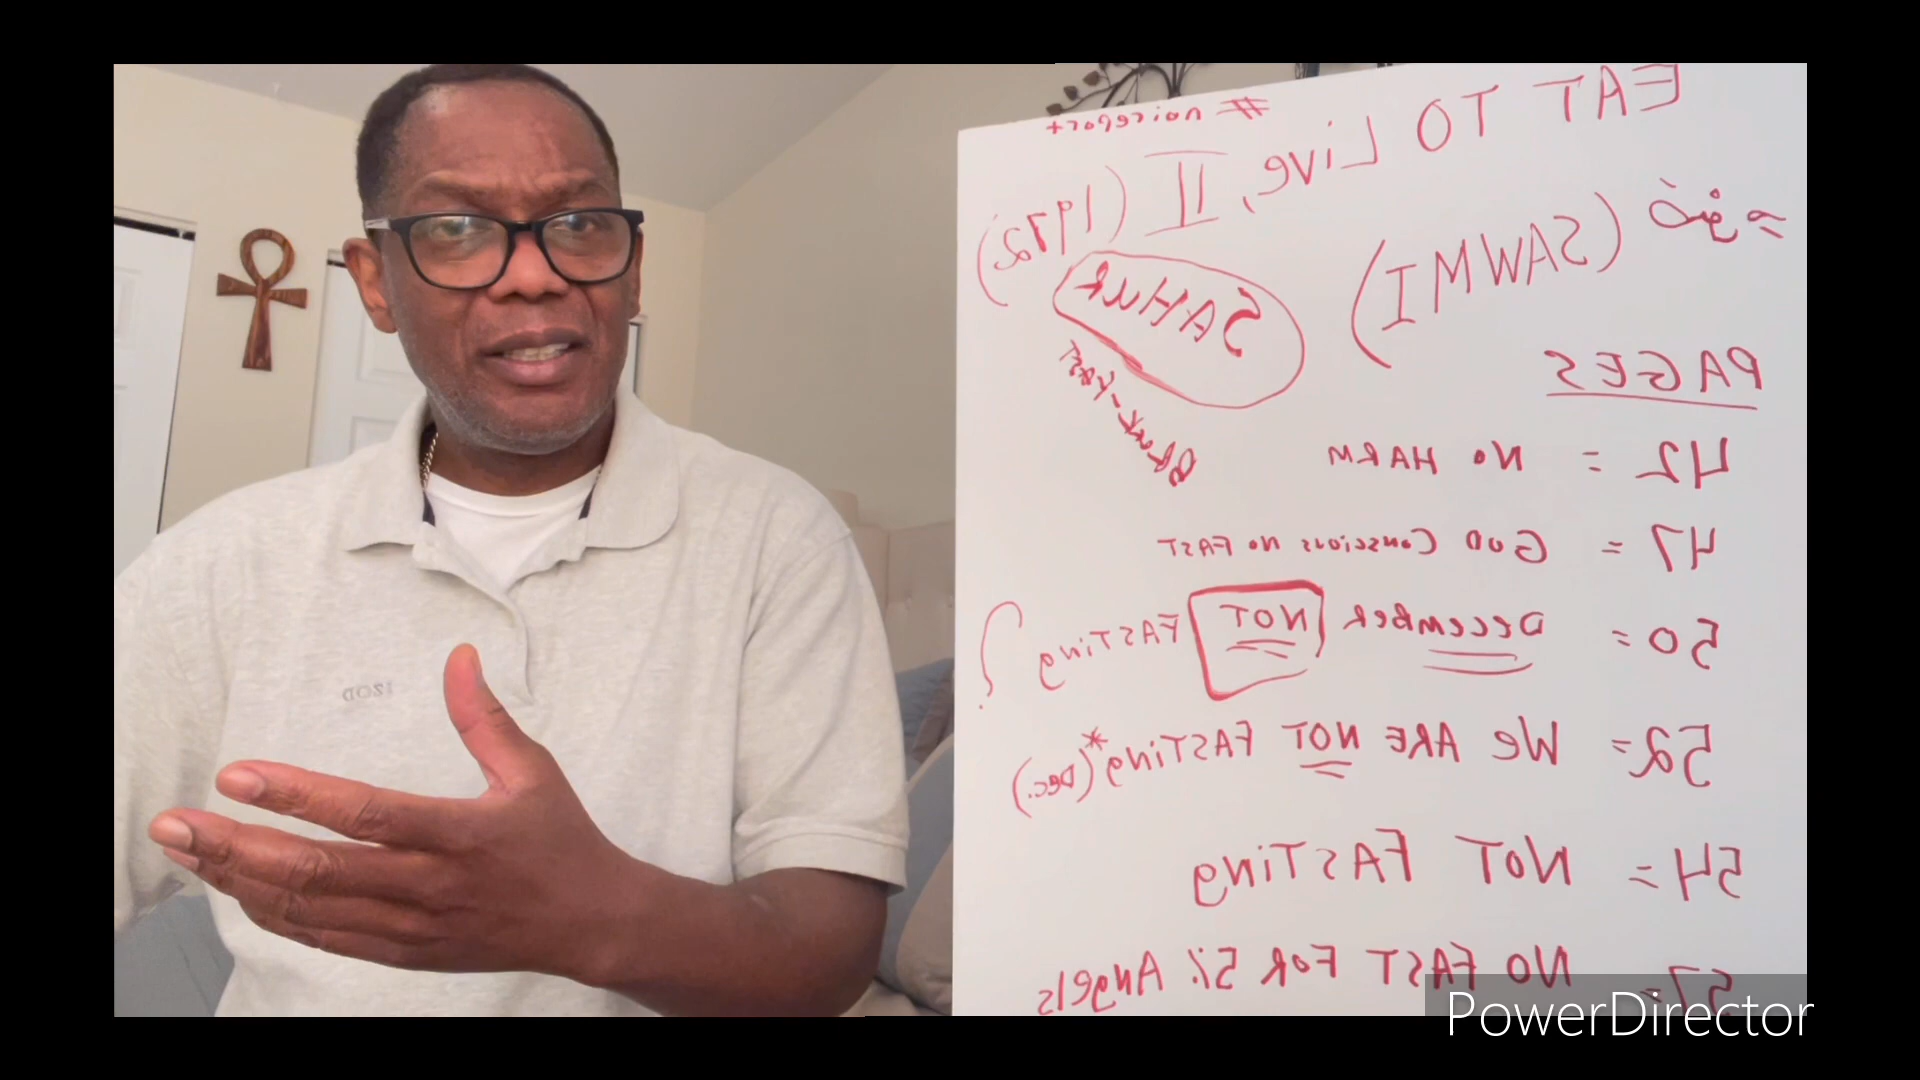 EAT TO Live, II (1972)
#noireport
(SAWMI)
SAHUR
Break-fast
PAGES
42 = No HARM
47 = GOD Conscious No FAST
50 = DECEMBER NOT FASTing ?
52 = We ARE NOT FASTing* (DEC.)
54 = NOT FASTing
57 = NO FAST FOR 5% Angels
IZOD
PowerDirector